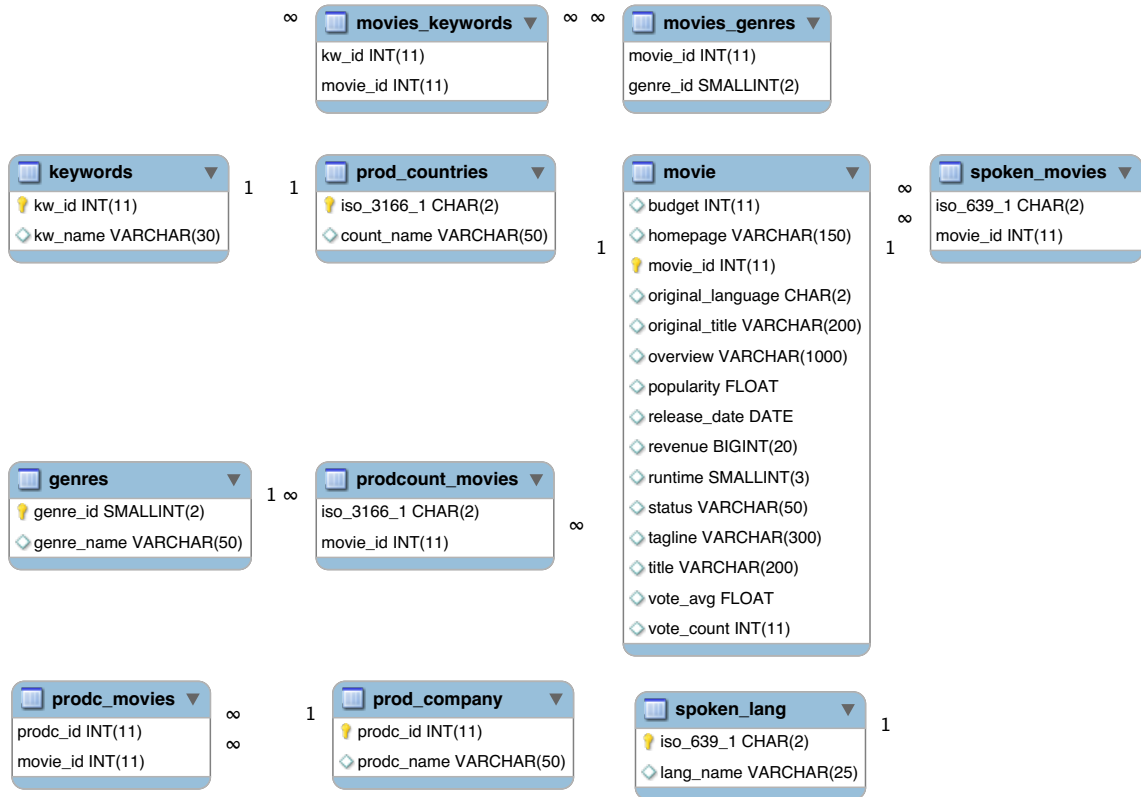 ∞
movies_keywords
kw_id INT(11)
movie_id INT(11)
∞ ∞
movies_genres
movie_id INT(11)
genre_id SMALLINT(2)
keywords
kw_id INT(11)
kw_name VARCHAR(30)
1
1
prod_countries
iso_3166_1 CHAR(2)
count_name VARCHAR(50)
1
movie
budget INT(11)
homepage VARCHAR(150)
movie_id INT(11)
original_language CHAR(2)
original_title VARCHAR(200)
overview VARCHAR(1000)
popularity FLOAT
release_date DATE
revenue BIGINT(20)
runtime SMALLINT(3)
status VARCHAR(50)
tagline VARCHAR(300)
title VARCHAR(200)
vote_avg FLOAT
vote_count INT(11)
∞
∞
1
spoken_movies
iso_639_1 CHAR(2)
movie_id INT(11)
genres
genre_id SMALLINT(2)
genre_name VARCHAR(50)
1 ∞
prodcount_movies
iso_3166_1 CHAR(2)
movie_id INT(11)
∞
prodc_movies
prodc_id INT(11)
movie_id INT(11)
∞
∞
1
prod_company
prodc_id INT(11)
prodc_name VARCHAR(50)
spoken_lang
iso_639_1 CHAR(2)
lang_name VARCHAR(25)
1